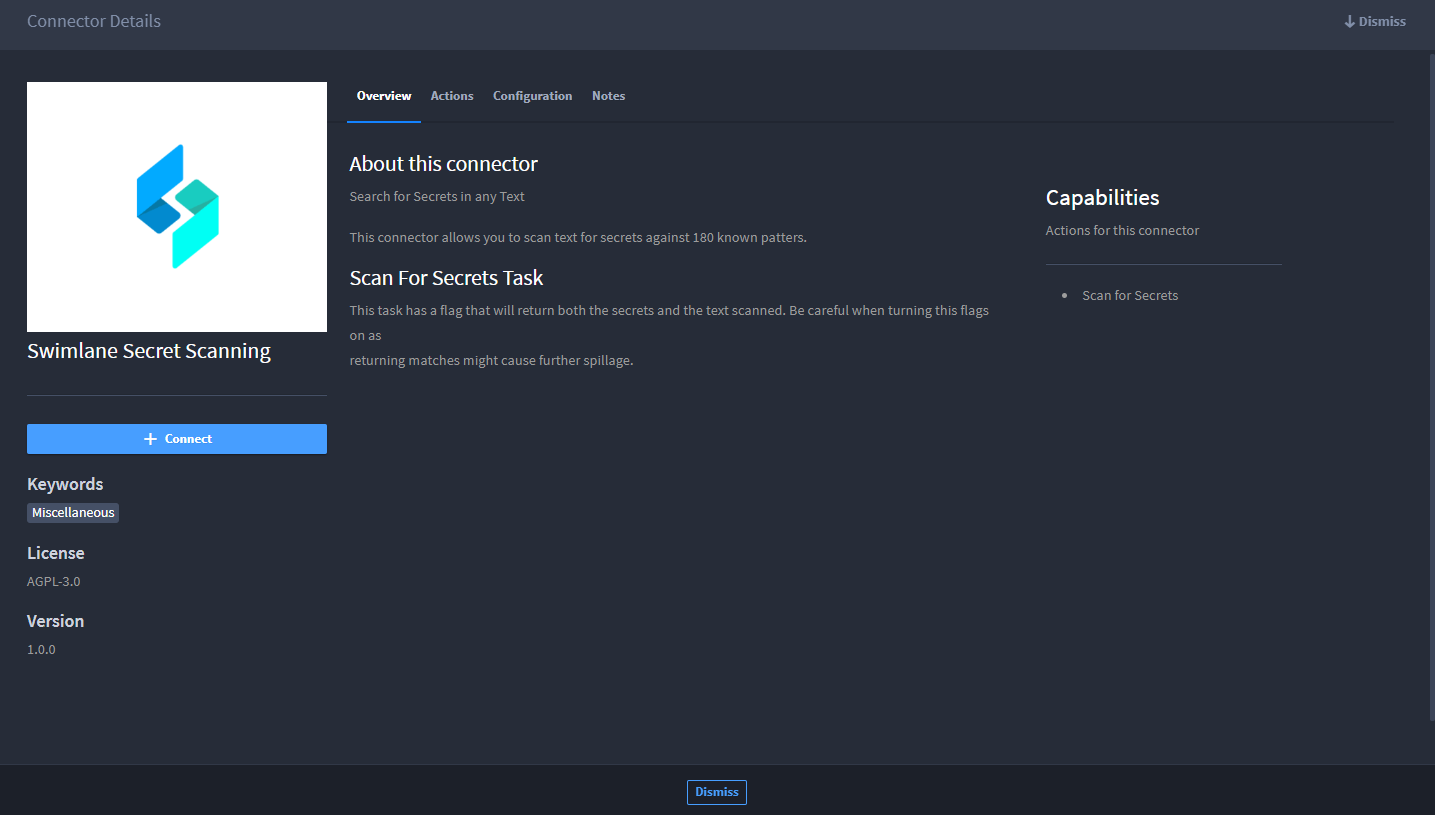 Connector Details
Dismiss
Overview
Actions
Configuration
Notes
Swimlane Secret Scanning
Connect
Keywords
Miscellaneous
License
AGPL-3.0
Version
1.0.0
About this connector
Search for Secrets in any Text
This connector allows you to scan text for secrets against 180 known patters.
Scan For Secrets Task
This task has a flag that will return both the secrets and the text scanned. Be careful when turning this flags
on as
returning matches might cause further spillage.
Capabilities
Actions for this connector
Scan for Secrets
Dismiss